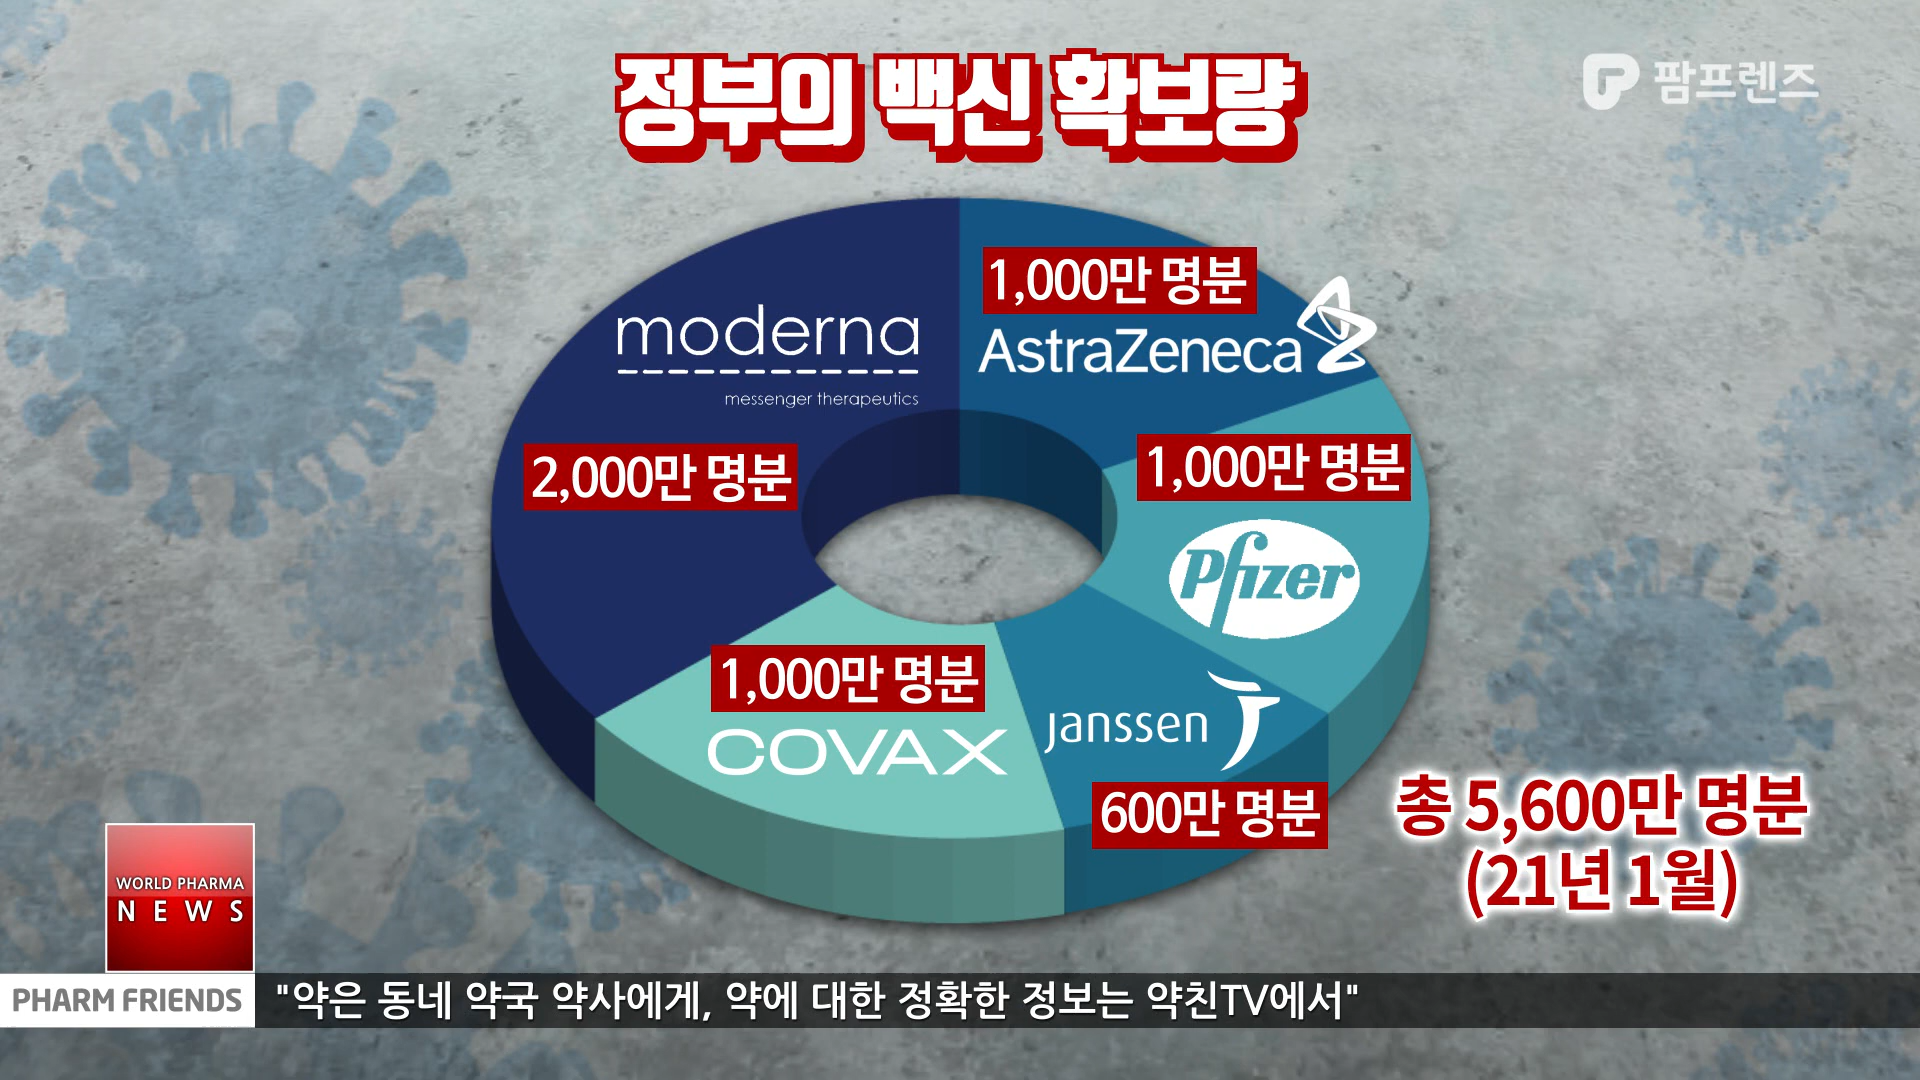 정부의 백신 확보량
팜프렌즈
moderna
messenger therapeutics
2,000만 명분
1,000만 명분
AstraZeneca
1,000만 명분
Pfizer
1,000만 명분
COVAX
janssen
600만 명분
총 5,600만 명분
(21년 1월)
WORLD PHARMA
NEWS
PHARM FRIENDS
"약은 동네 약국 약사에게, 약에 대한 정확한 정보는 약친TV에서"